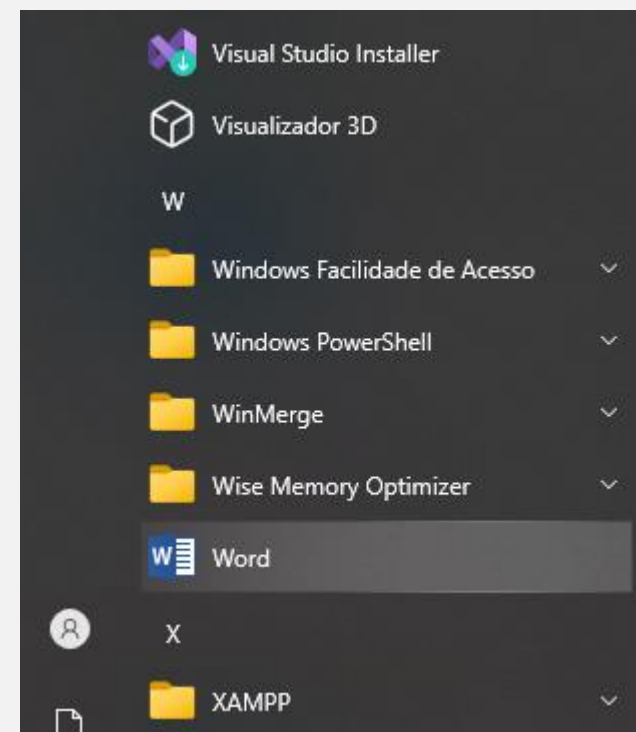 Visual Studio Installer
Visualizador 3D
W
Windows Facilidade de Acesso
Windows PowerShell
WinMerge
Wise Memory Optimizer
Word
X
XAMPP